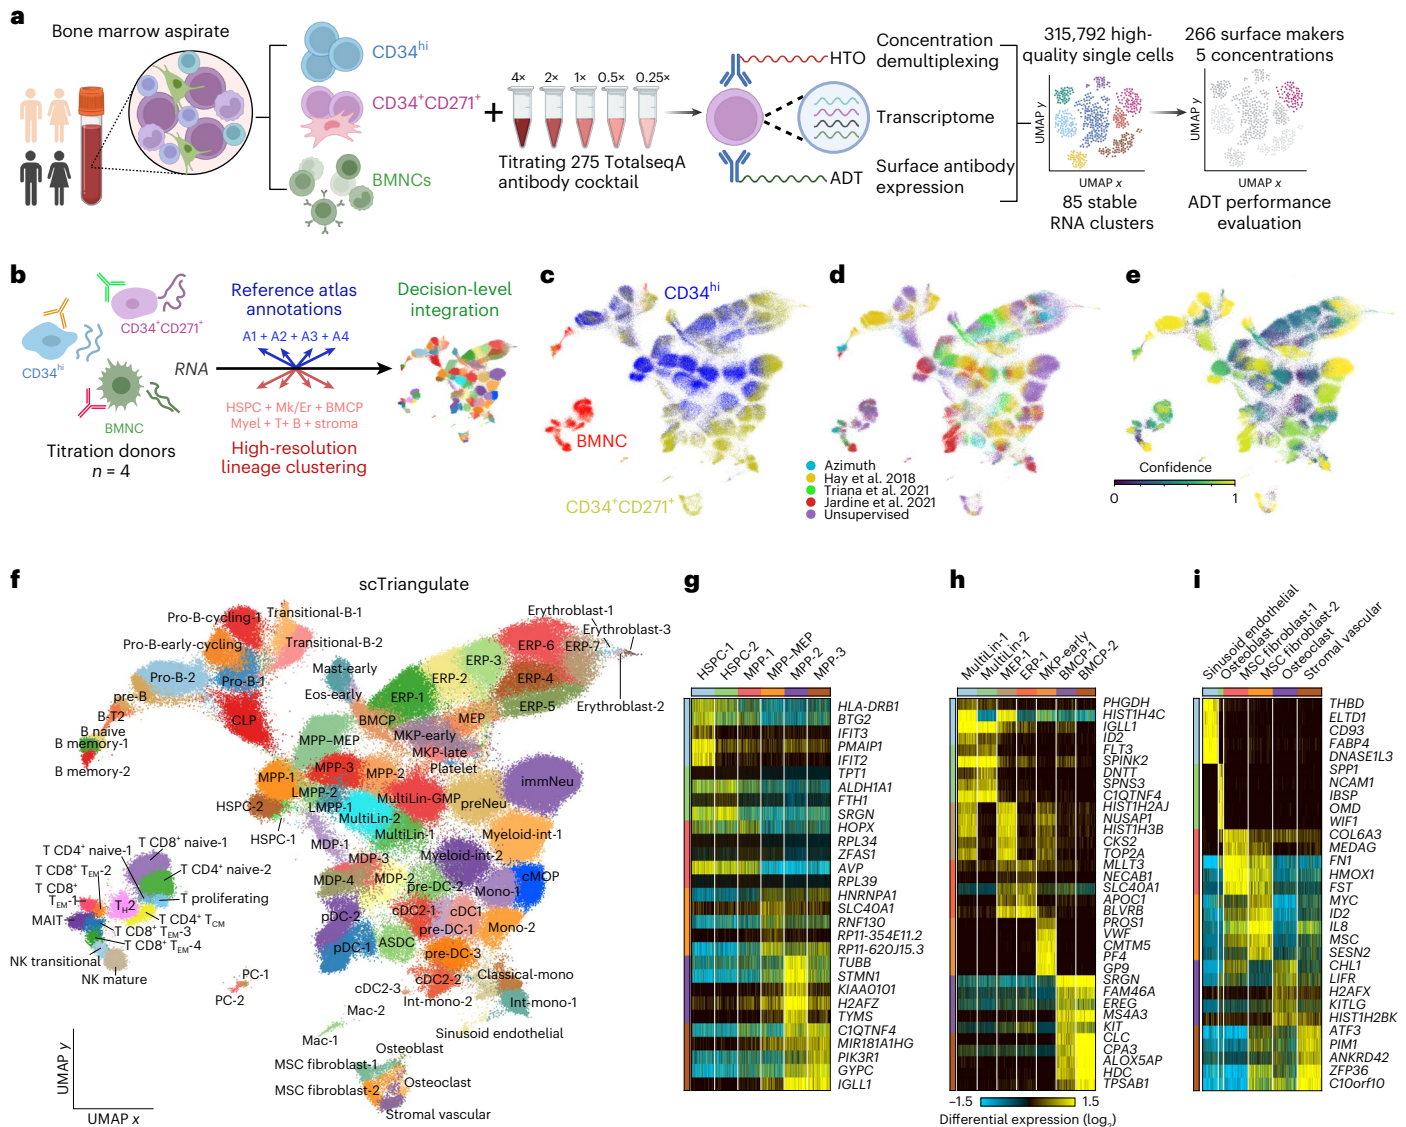 a
Bone marrow aspirate
CD34hi
CD34+CD271+
BMNCs
+
4× 2× 1× 0.5× 0.25×
Titrating 275 TotalseqA
antibody cocktail
HTO
ADT
Concentration
demultiplexing
Transcriptome
Surface antibody
expression
315,792 high-
quality single cells
UMAP y
UMAP x
85 stable
RNA clusters
266 surface makers
5 concentrations
UMAP y
UMAP x
ADT performance
evaluation
b
CD34+CD271+
CD34hi
BMNC
Titration donors
n = 4
RNA
Reference atlas
annotations
A1 + A2 + A3 + A4
HSPC + Mk/Er + BMCP
Myel + T+ B + stroma
High-resolution
lineage clustering
Decision-level
integration
c
CD34hi
BMNC
CD34+CD271+
d
Azimuth
Hay et al. 2018
Triana et al. 2021
Jardine et al. 2021
Unsupervised
e
Confidence
0 1
f
scTriangulate
Pro-B-cycling-1
Transitional-B-1
Pro-B-early-cycling
Transitional-B-2
Pro-B-2
Pro-B-1
pre-B
B-T2
B naive
B memory-1
B memory-2
CLP
Mast-early
Eos-early
BMCP
ERP-1
ERP-2
ERP-3
ERP-6
ERP-4
ERP-5
ERP-7
Erythroblast-1
Erythroblast-3
Erythroblast-2
MEP
MKP-early
MKP-late
Platelet
MPP–MEP
MPP-3
MPP-1
MPP-2
LMPP-2
LMPP-1
HSPC-2
HSPC-1
MultiLin-GMP
MultiLin-2
MultiLin-1
preNeu
immNeu
Myeloid-int-1
Myeloid-int-2
MDP-1
MDP-3
MDP-4
MDP-2
pre-DC-2
Mono-1
cMOP
pDC-2
pDC-1
cDC2-1
cDC1
pre-DC-1
Mono-2
ASDC
pre-DC-3
cDC2-2
cDC2-3
Classical-mono
Int-mono-2
Int-mono-1
Mac-2
Mac-1
Sinusoid endothelial
T CD8+ naive-1
T CD4+ naive-1
T CD4+ naive-2
T CD8+ TEM-2
T CD8+
TEM-1
TH2
T proliferating
MAIT
T CD4+ TCM
T CD8+ TEM-3
T CD8+ TEM-4
NK transitional
NK mature
PC-1
PC-2
Osteoblast
MSC fibroblast-1
MSC fibroblast-2
Osteoclast
Stromal vascular
UMAP y
UMAP x
g
HSPC-1
HSPC-2
MPP-1
MPP–MEP
MPP-2
MPP-3
HLA-DRB1
BTG2
IFIT3
PMAIP1
IFIT2
TPT1
ALDH1A1
FTH1
SRGN
HOPX
RPL34
ZFAS1
AVP
RPL39
HNRNPA1
SLC40A1
RNF130
RP11-354E11.2
RP11-620J15.3
TUBB
STMN1
KIAA0101
H2AFZ
TYMS
C1QTNF4
MIR181A1HG
PIK3R1
GYPC
IGLL1
h
MultiLin-1
MultiLin-2
MEP-1
ERP-1
MKP-early
BMCP-1
BMCP-2
PHGDH
HIST1H4C
IGLL1
ID2
FLT3
SPINK2
DNTT
SPNS3
C1QTNF4
HIST1H2AJ
NUSAP1
HIST1H3B
CKS2
TOP2A
MLLT3
NECAB1
SLC40A1
APOC1
BLVRB
PROS1
VWF
CMTM5
PF4
GP9
SRGN
FAM46A
EREG
MS4A3
KIT
CLC
CPA3
ALOX5AP
HDC
TPSAB1
−1.5 1.5
Differential expression (log2)
i
Sinusoid endothelial
Osteoblast
MSC fibroblast-1
MSC fibroblast-2
Osteoclast
Stromal vascular
THBD
ELTD1
CD93
FABP4
DNASE1L3
SPP1
NCAM1
IBSP
OMD
WIF1
COL6A3
MEDAG
FN1
HMOX1
FST
MYC
ID2
IL8
MSC
SESN2
CHL1
LIFR
H2AFX
KITLG
HIST1H2BK
ATF3
PIM1
ANKRD42
ZFP36
C10orf10